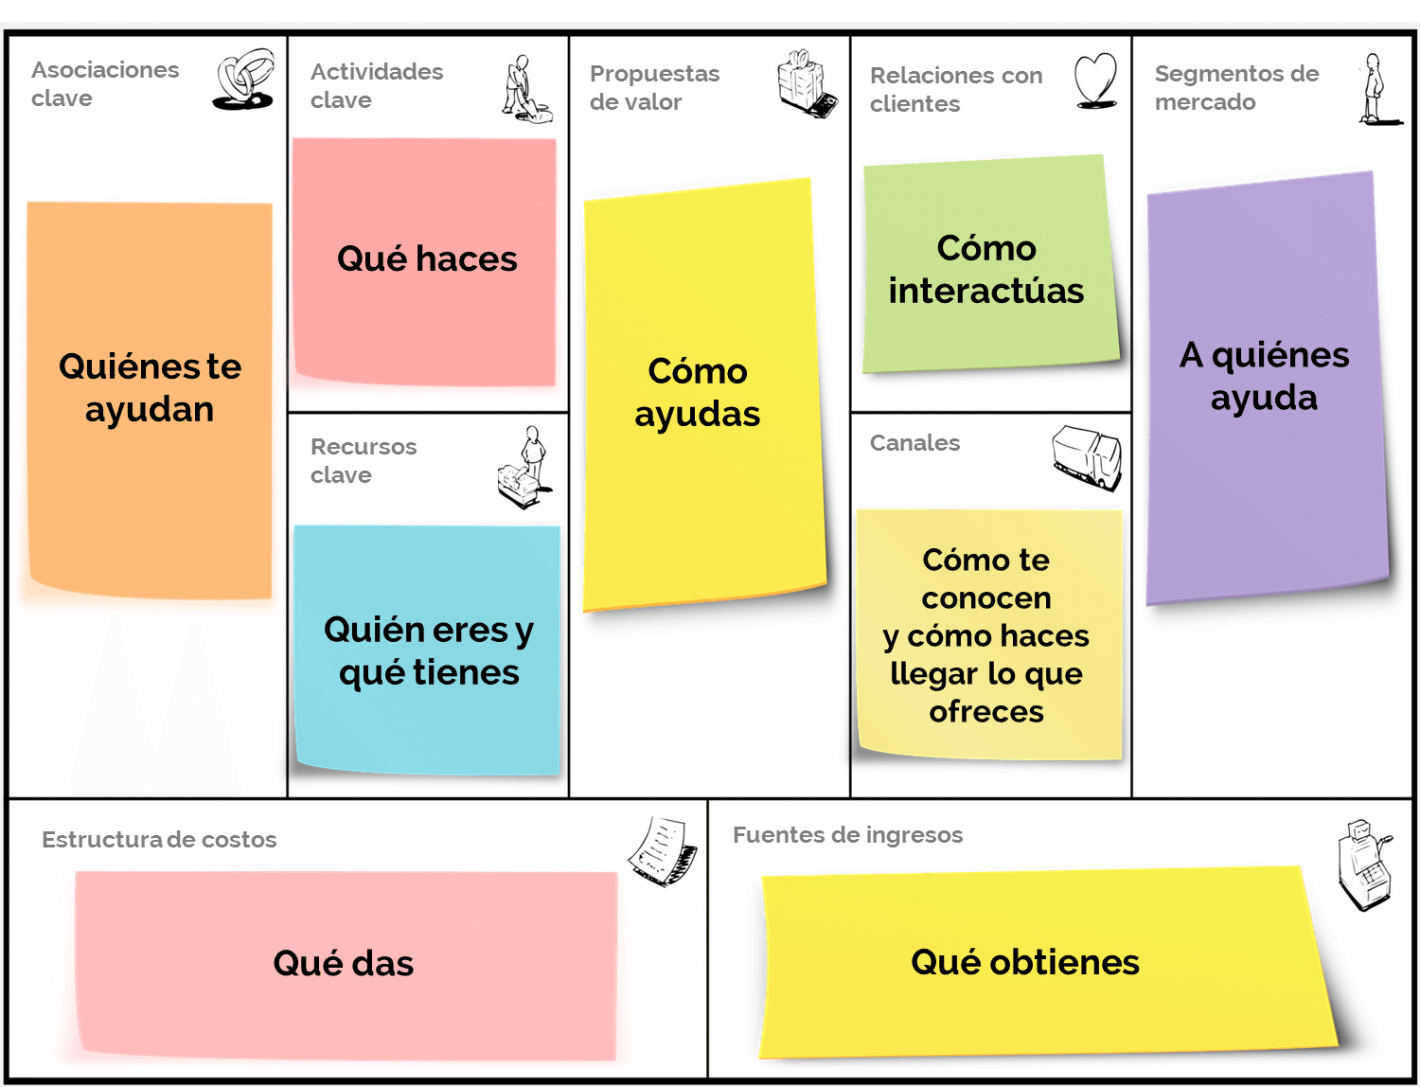 Asociaciones
clave
Quiénes te
ayudan
Actividades
clave
Qué haces
Recursos
clave
Quién eres y
qué tienes
Propuestas
de valor
Cómo
ayudas
Relaciones con
clientes
Cómo
interactúas
Canales
Cómo te
conocen
y cómo haces
llegar lo que
ofreces
Segmentos de
mercado
A quiénes
ayuda
Estructura de costos
Qué das
Fuentes de ingresos
Qué obtienes